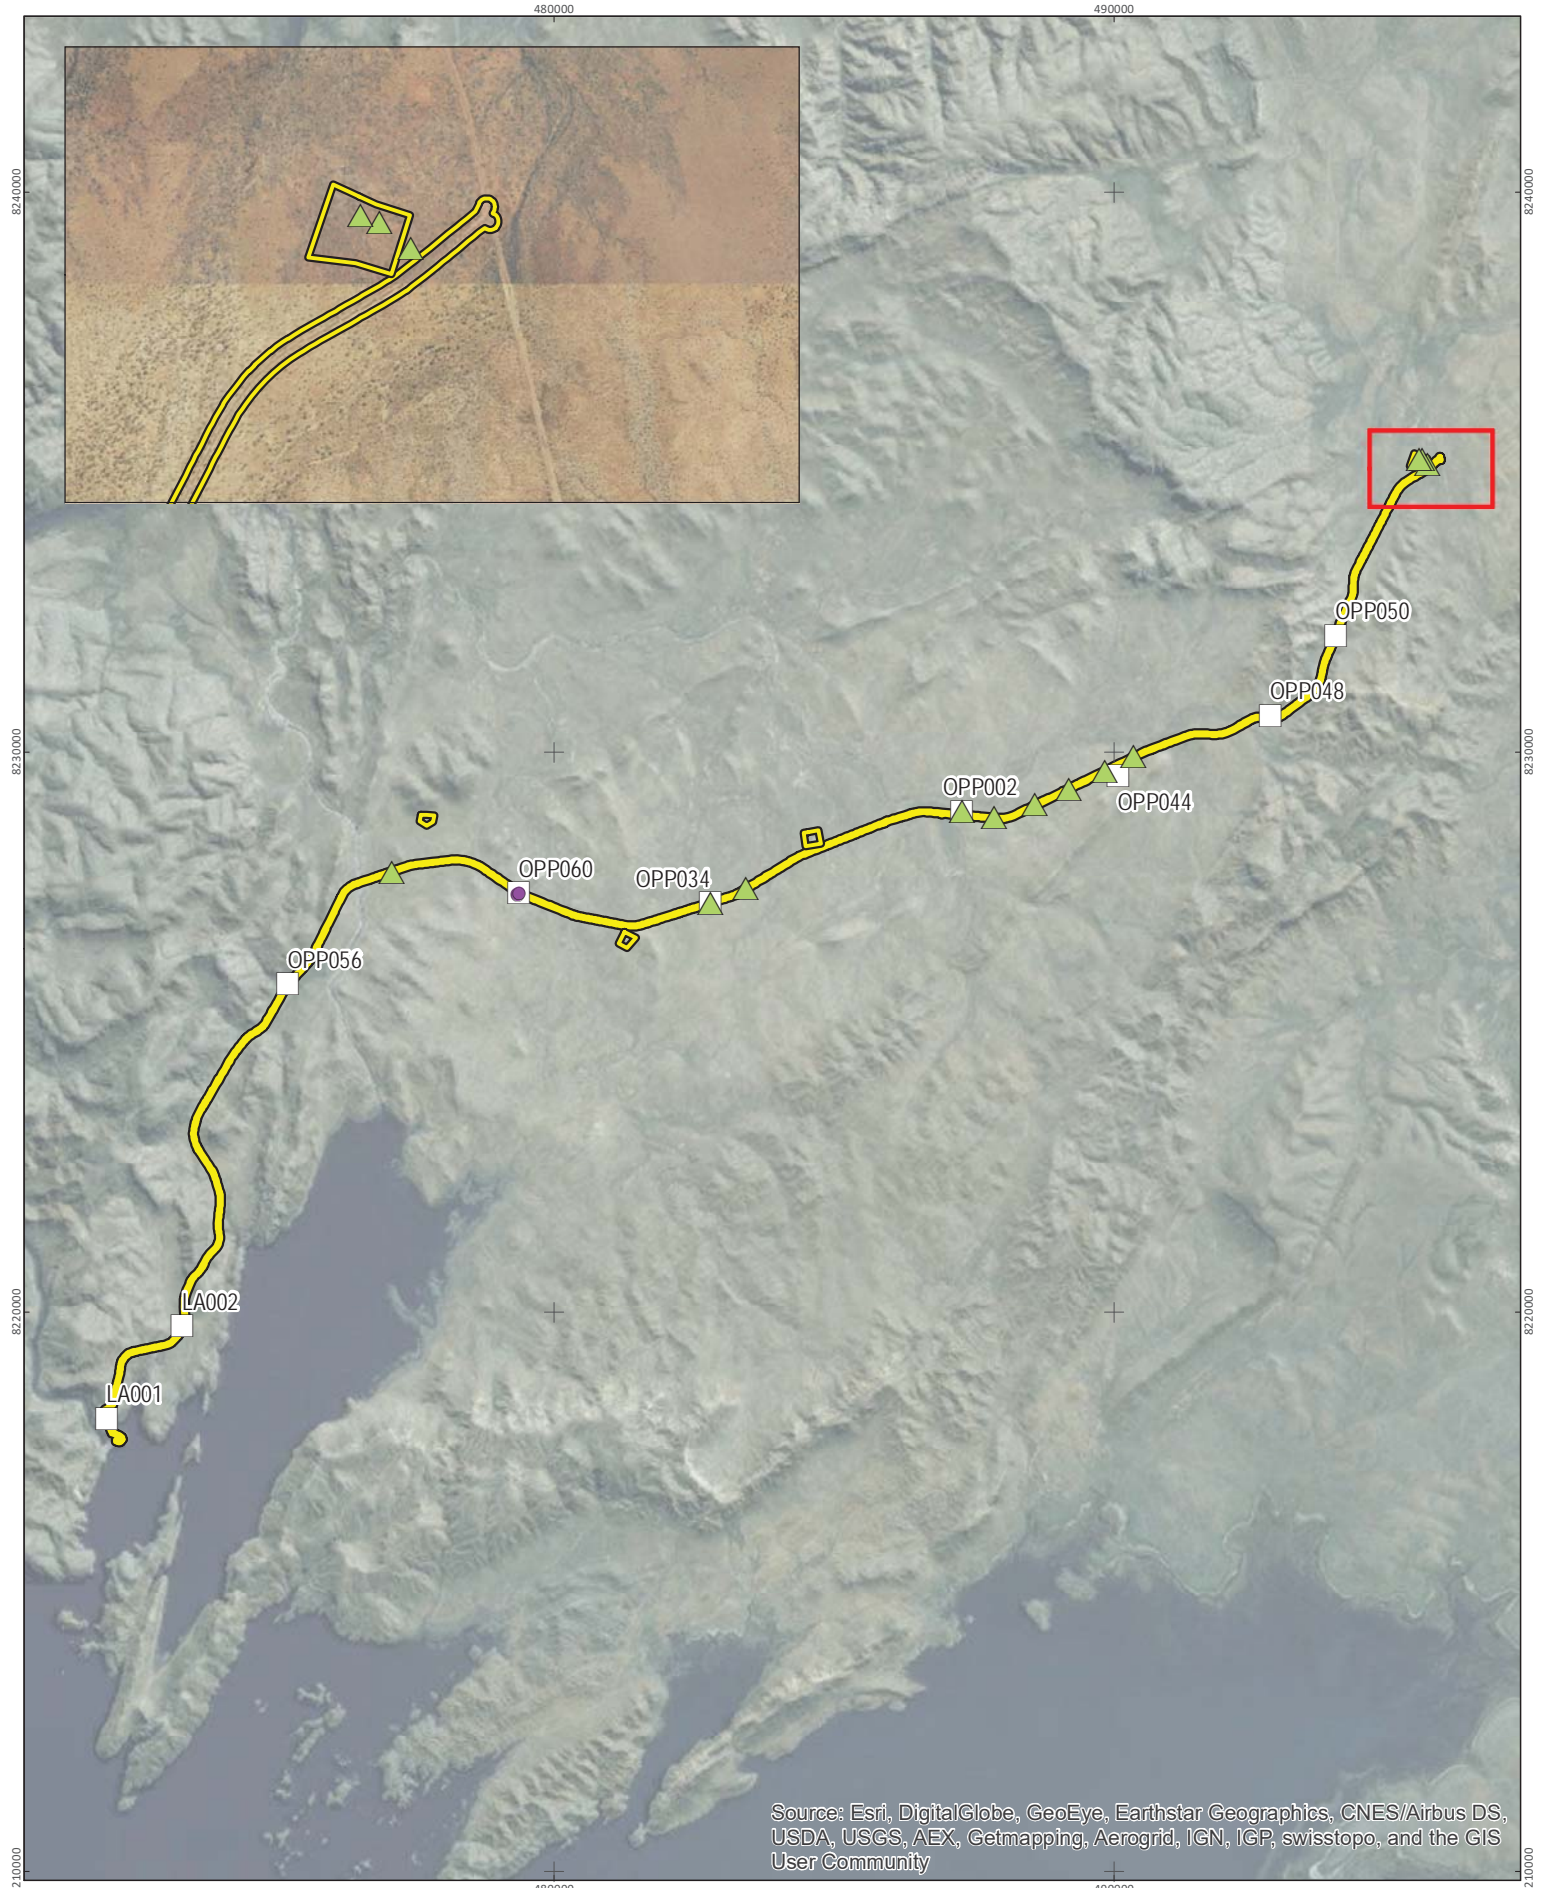 480000
490000
8240000
8240000
OPP050
OPP048
8230000
8230000
OPP002
OPP044
OPP060
OPP034
OPP056
LA002
8220000
8220000
LA001
Source: Esri, DigitalGlobe, GeoEye, Earthstar Geographics, CNES/Airbus DS,
USDA, USGS, AEX, Getmapping, Aerogrid, IGN, IGP, swisstopo, and the GIS
User Community
210000
210000